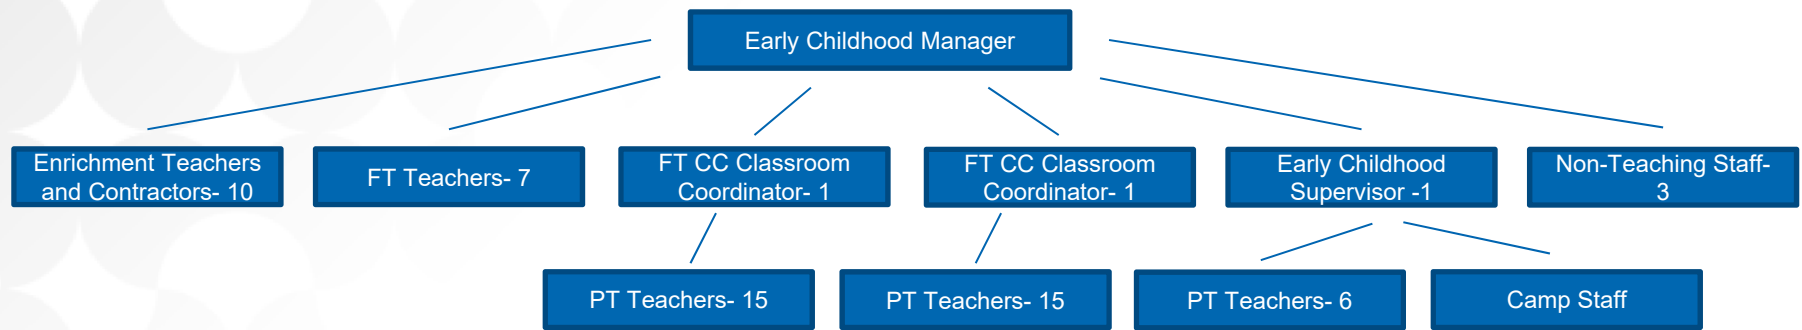 Early Childhood Manager
Enrichment Teachers
and Contractors- 10
FT Teachers- 7
FT CC Classroom
Coordinator- 1
FT CC Classroom
Coordinator- 1
Early Childhood
Supervisor -1
Non-Teaching Staff-
3
PT Teachers- 15
PT Teachers- 15
PT Teachers- 6
Camp Staff